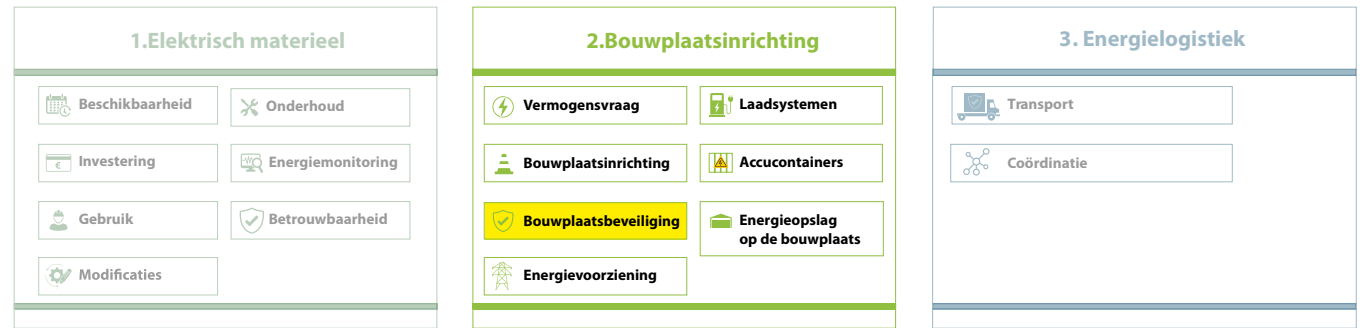 1.Elektrisch materieel
Beschikbaarheid
Onderhoud
€
Investering
Energiemonitoring
Gebruik
Betrouwbaarheid
Modificaties
2.Bouwplaatsinrichting
Vermogensvraag
Laadsystemen
Bouwplaatsinrichting
Accucontainers
Bouwplaatsbeveiliging
Energieopslag
op de bouwplaats
Energievoorziening
3. Energielogistiek
Transport
Coördinatie